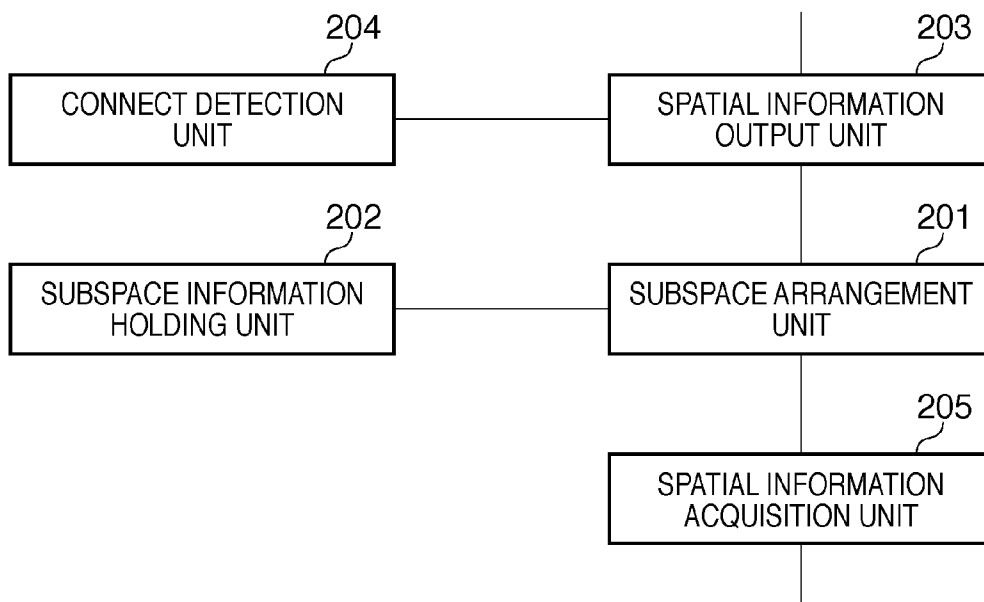 204
CONNECT DETECTION
UNIT
203
SPATIAL INFORMATION
OUTPUT UNIT
202
SUBSPACE INFORMATION
HOLDING UNIT
201
SUBSPACE ARRANGEMENT
UNIT
205
SPATIAL INFORMATION
ACQUISITION UNIT